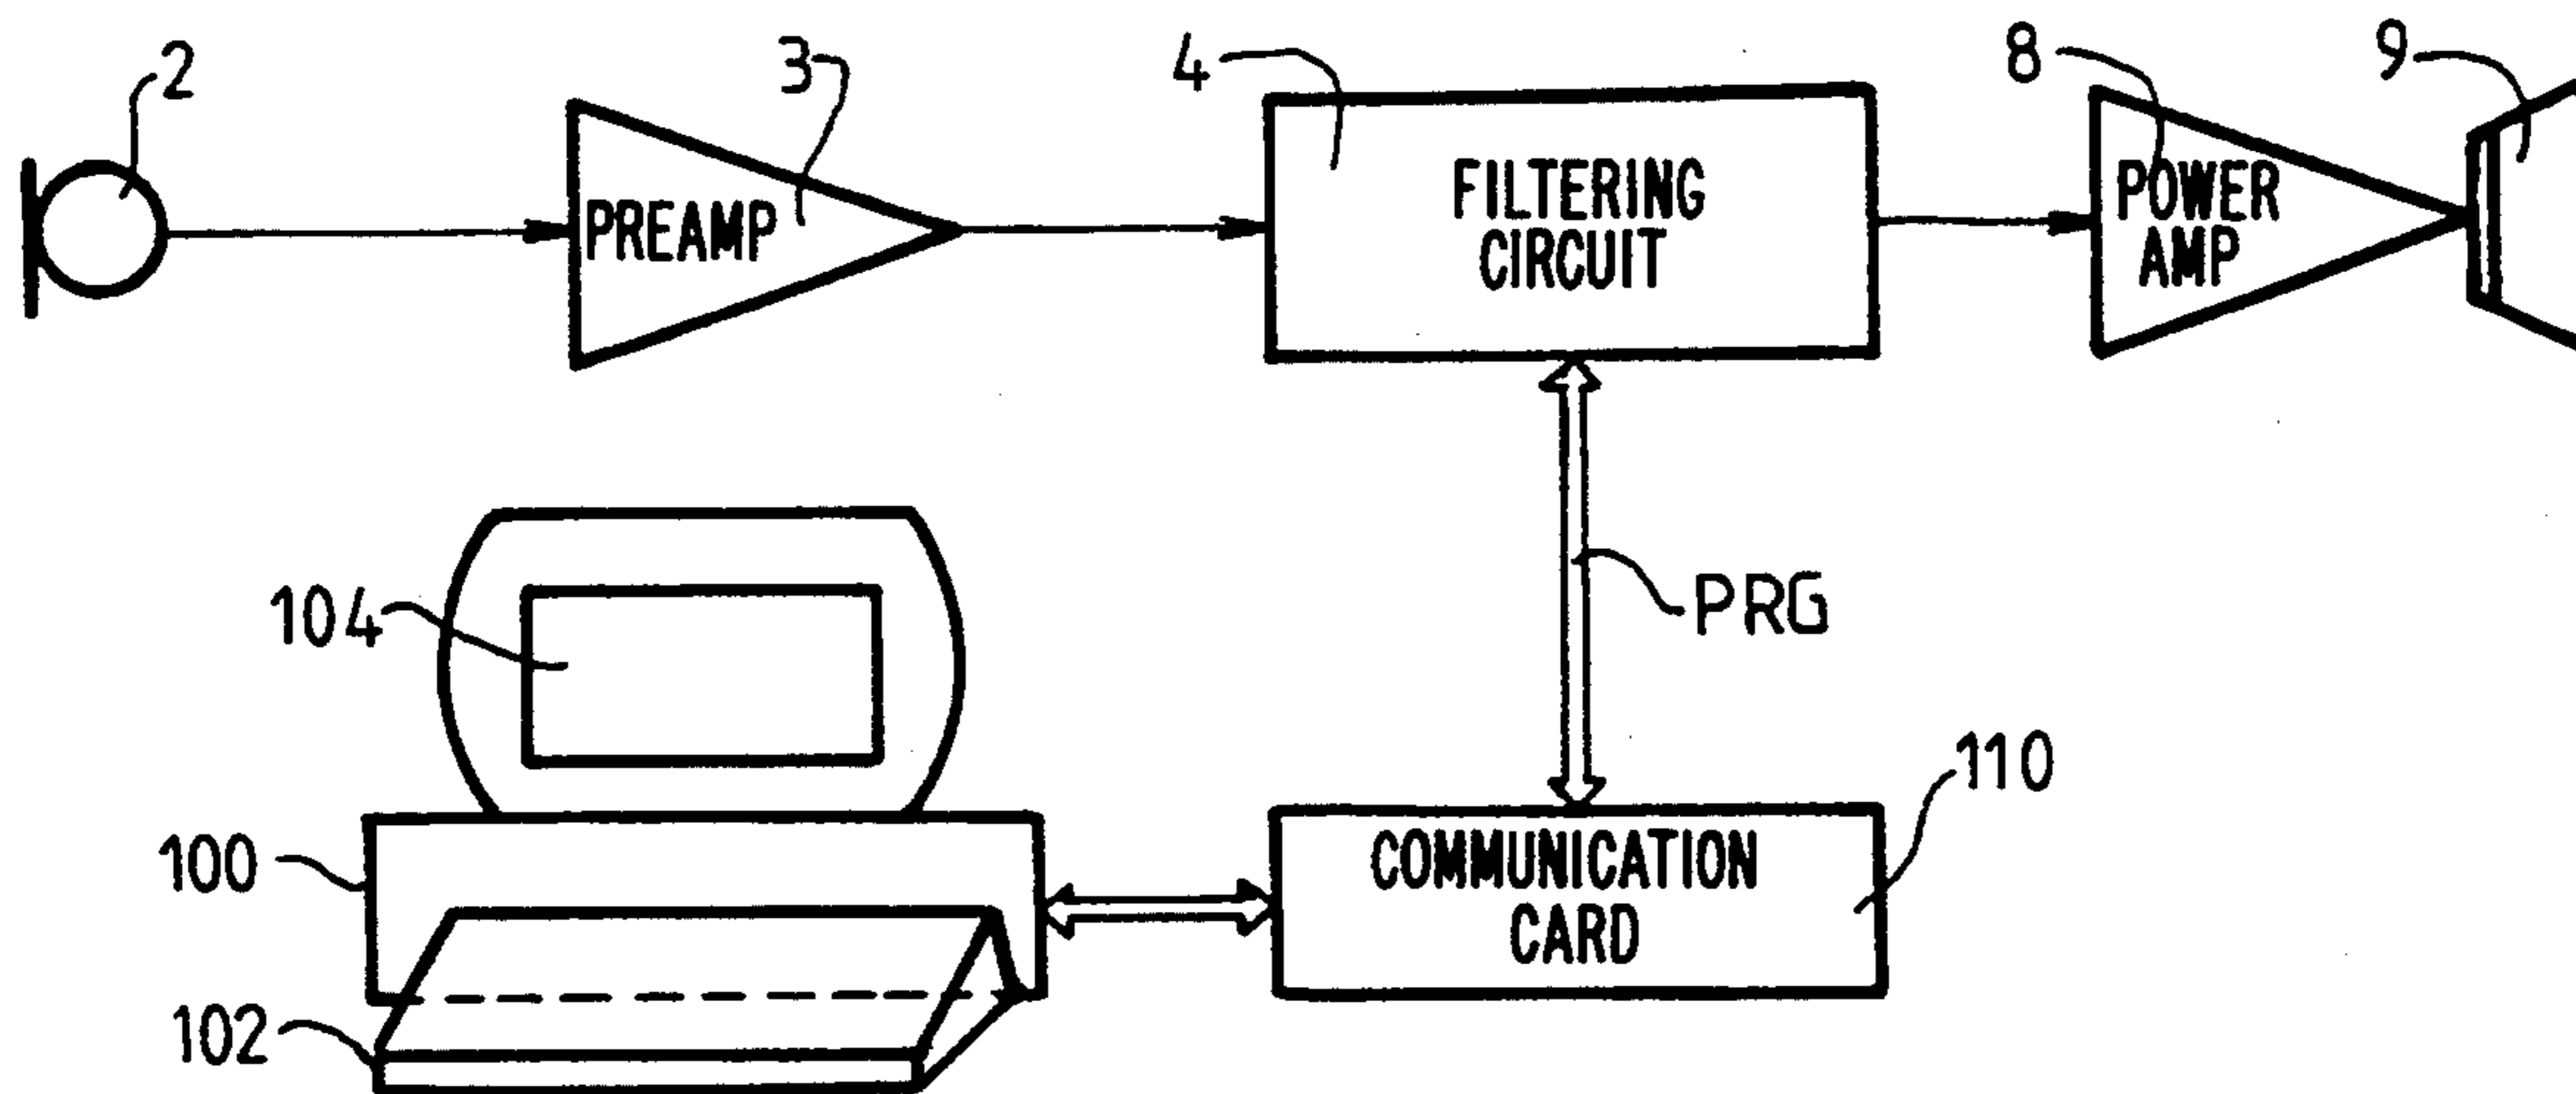 2
3
4
8
9
PREAMP
FILTERING
CIRCUIT
POWER
AMP
104
PRG
110
100
COMMUNICATION
CARD
102